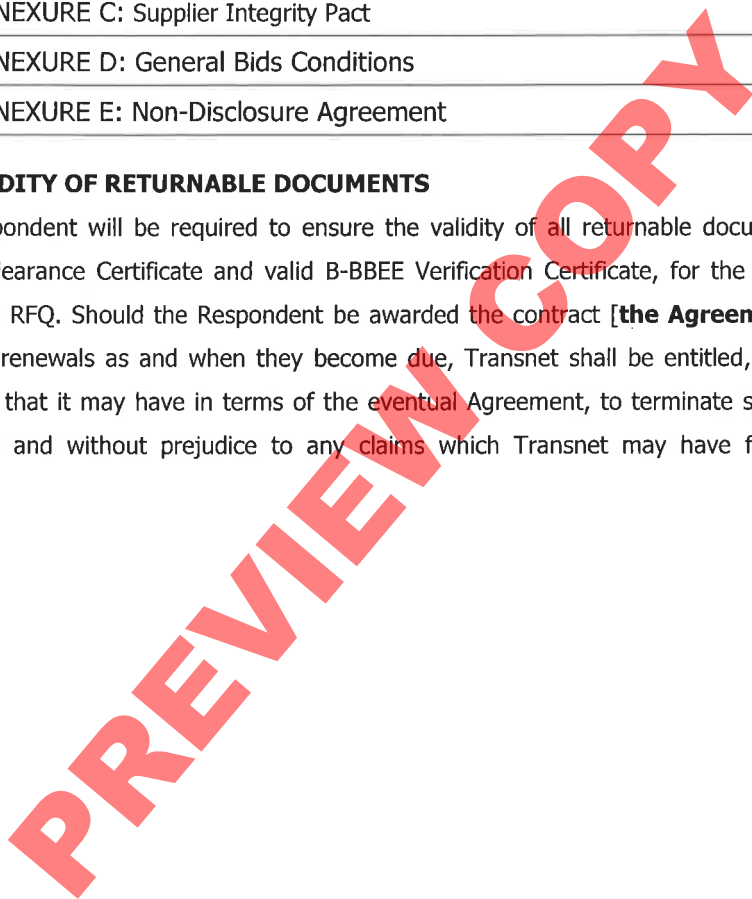 NEXURE C: Supplier Integrity Pact
NEXURE D: General Bids Conditions
NEXURE E: Non-Disclosure Agreement
DITY OF RETURNABLE DOCUMENTS
pondent will be required to ensure the validity of all returnable docu
earance Certificate and valid B-BBEE Verification Certificate, for the
RFQ. Should the Respondent be awarded the contract [the Agreem
renewals as and when they become due, Transnet shall be entitled,
that it may have in terms of the eventual Agreement, to terminate s
and without prejudice to any claims which Transnet may have f
PREVIEW COPY